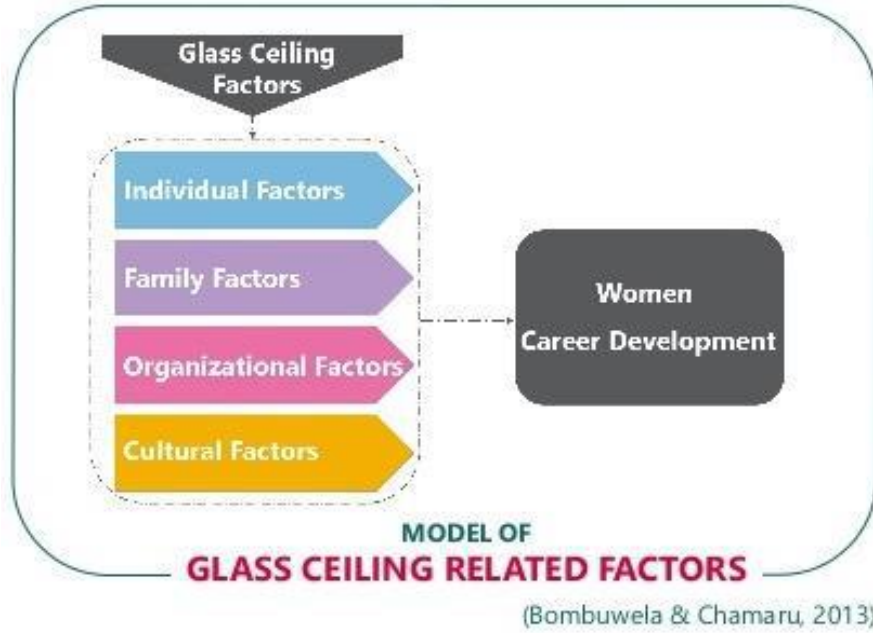 Glass Ceiling
Factors
Individual Factors
Family Factors
Organizational Factors
Cultural Factors
Women
Career Development
MODEL OF
GLASS CEILING RELATED FACTORS
(Bombuwela & Chamaru, 2013)